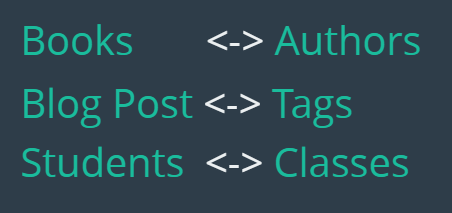 Books <-> Authors
Blog Post <-> Tags
Students <-> Classes